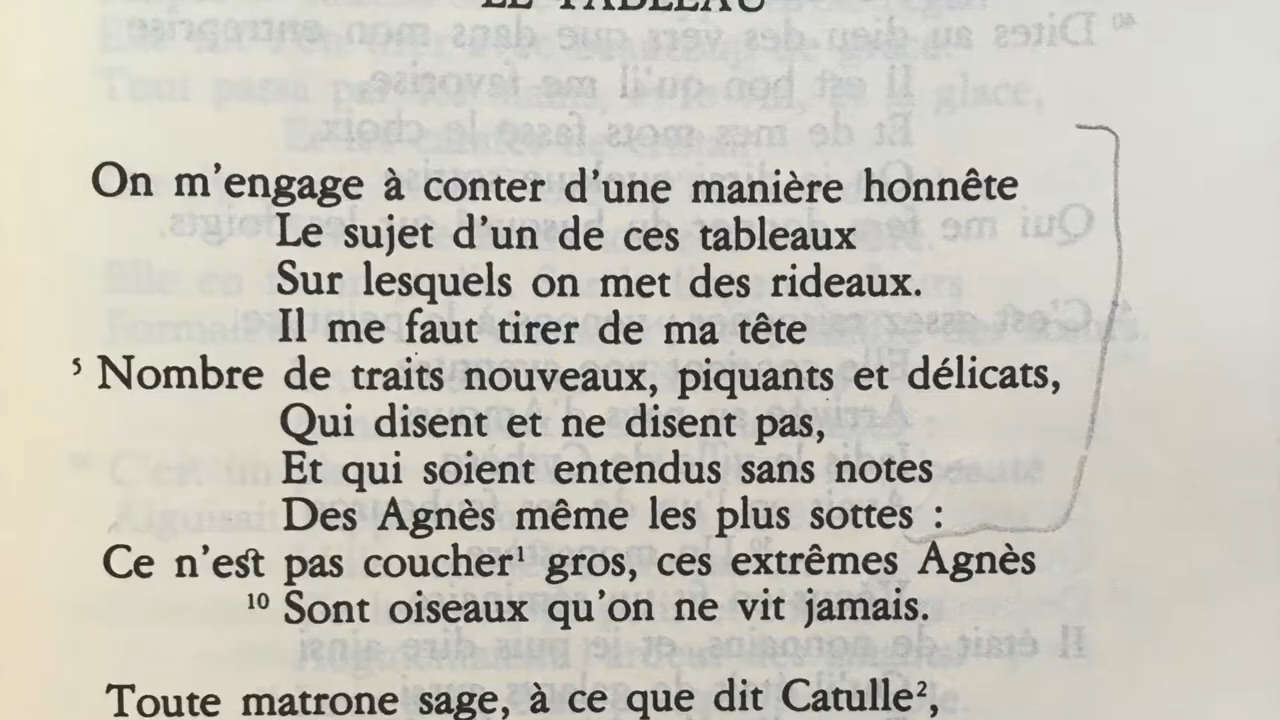 LE TABLEAU
On m'engage à conter d'une manière honnête
Le sujet d'un de ces tableaux
Sur lesquels on met des rideaux.
Il me faut tirer de ma tête
5 Nombre de traits nouveaux, piquants et délicats,
Qui disent et ne disent pas,
Et qui soient entendus sans notes
Des Agnès même les plus sottes :
Ce n'est pas coucher¹ gros, ces extrêmes Agnès
10 Sont oiseaux qu'on ne vit jamais.
Toute matrone sage, à ce que dit Catulle²,